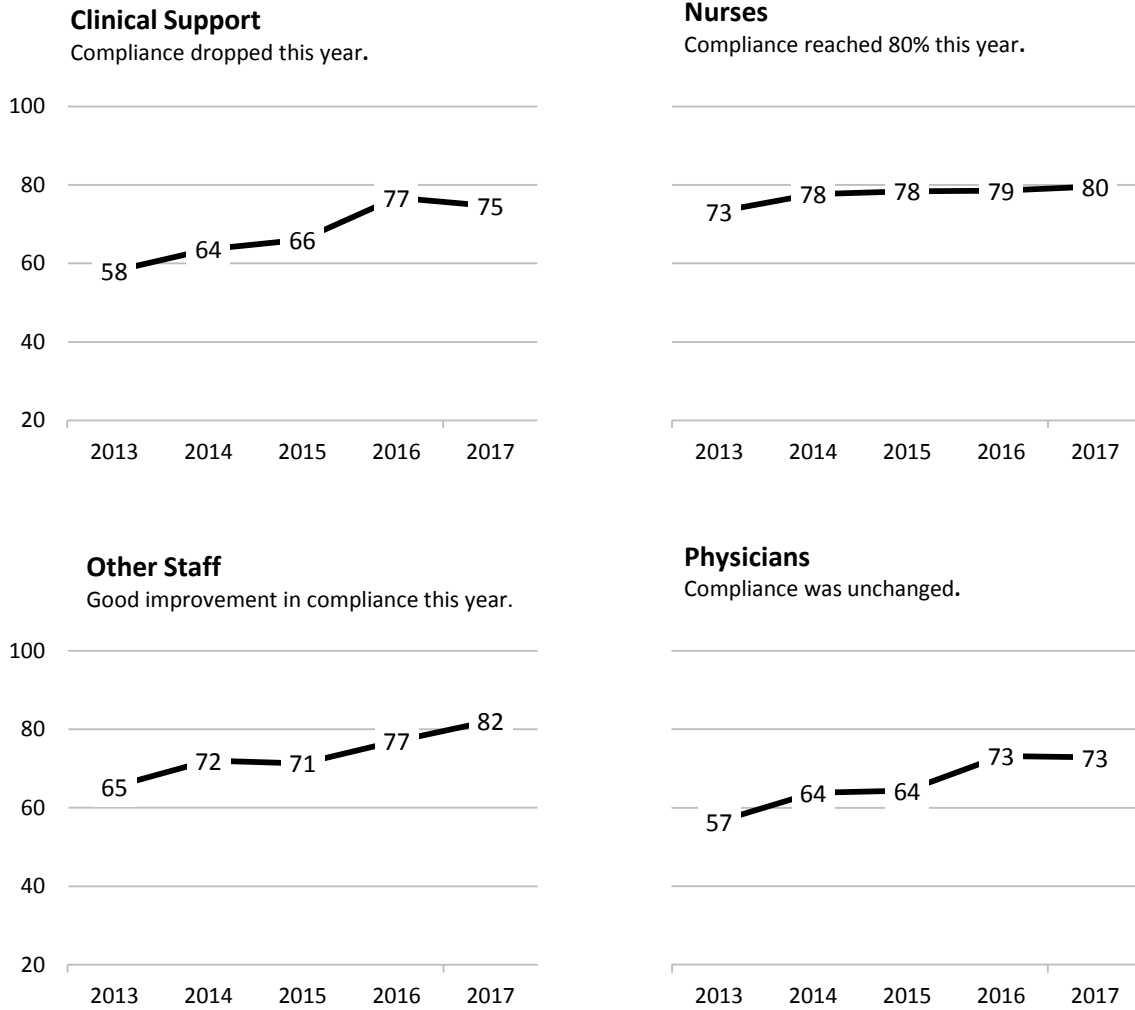 Clinical Support
Compliance dropped this year.
100
80
60
40
20
58
64
66
77
75
2013 2014 2015 2016 2017
Nurses
Compliance reached 80% this year.
73
78
78
79
80
2013 2014 2015 2016 2017
Other Staff
Good improvement in compliance this year.
100
80
60
40
20
65
72
71
77
82
2013 2014 2015 2016 2017
Physicians
Compliance was unchanged.
57
64
64
73
73
2013 2014 2015 2016 2017